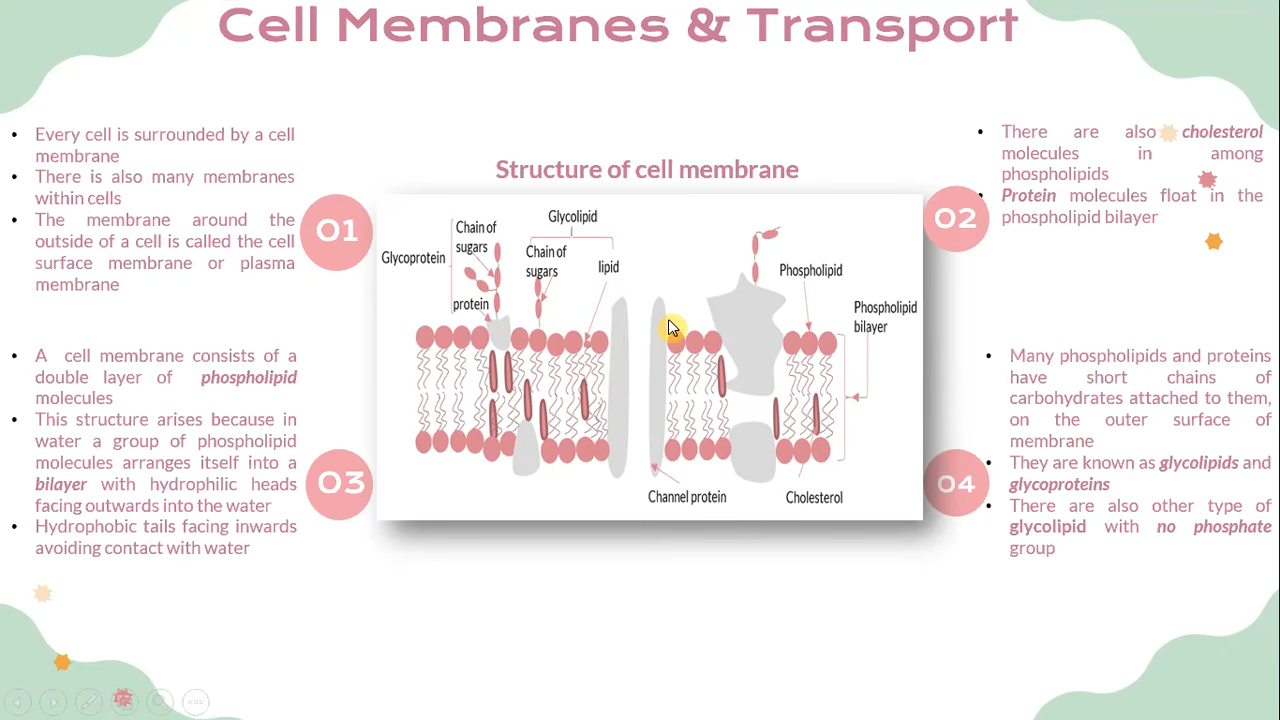 Cell Membranes & Transport
• Every cell is surrounded by a cell
membrane
• There is also many membranes
within cells
• The membrane around the
outside of a cell is called the cell
surface membrane or plasma
membrane
01
• A cell membrane consists of a
double layer of phospholipid
molecules
• This structure arises because in
water a group of phospholipid
molecules arranges itself into a
bilayer with hydrophilic heads
facing outwards into the water
• Hydrophobic tails facing inwards
avoiding contact with water
03
Structure of cell membrane
Glycoprotein
Chain of
sugars
protein
Glycolipid
Chain of
sugars
lipid
Phospholipid
Phospholipid
bilayer
Channel protein
Cholesterol
02
• There are also cholesterol
molecules in among
phospholipids
• Protein molecules float in the
phospholipid bilayer
04
• Many phospholipids and proteins
have short chains of
carbohydrates attached to them,
on the outer surface of
membrane
• They are known as glycolipids and
glycoproteins
• There are also other type of
glycolipid with no phosphate
group